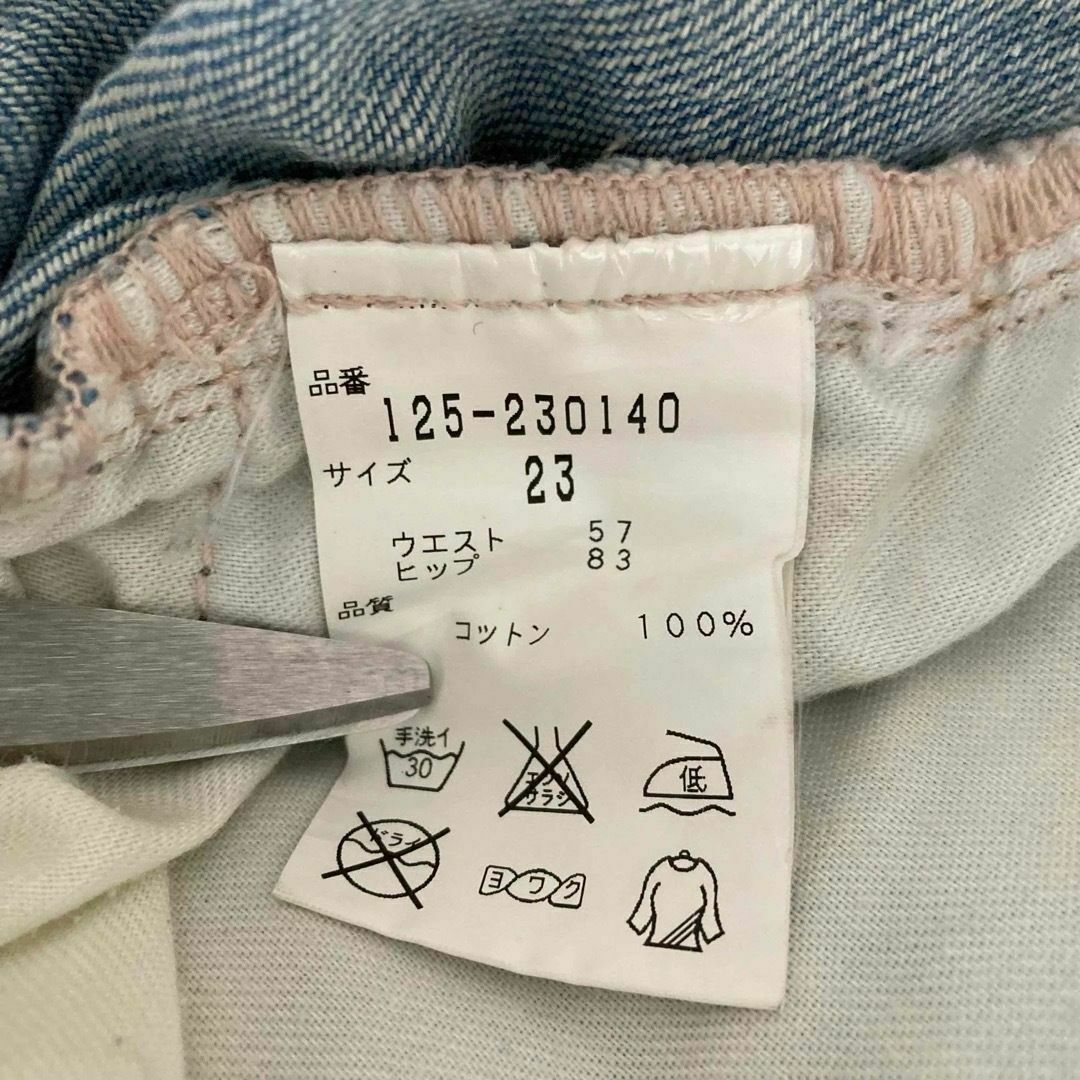 品番
125-230140
サイズ 23
ウエスト 57
ヒップ 83
品質
コットン 100%
手洗イ
30
エンソ
サラシ
低
ドライ
ヨワク